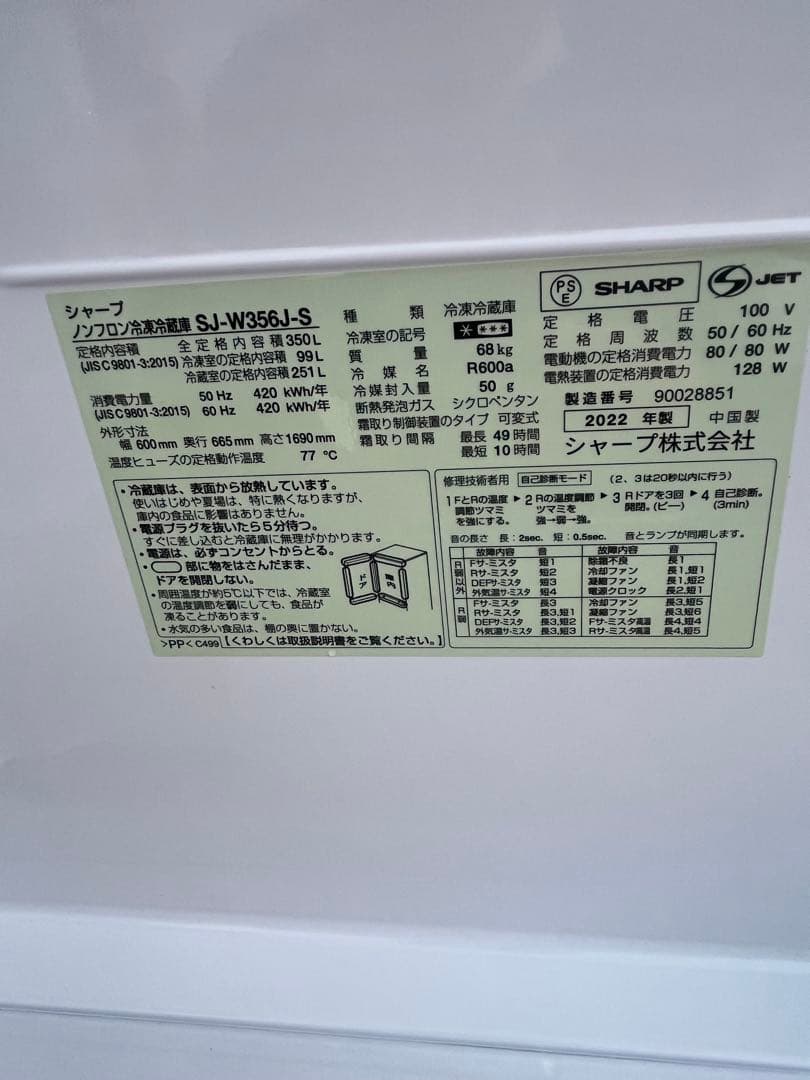 シャープ
ノンフロン冷凍冷蔵庫 SJ-W356J-S
定格内容積 全定格内容積 350L
(JIS C 9801-3:2015) 冷凍室の定格内容積 99L
冷蔵室の定格内容積 251L
消費電力量 50 Hz 420 kWh/年
(JIS C 9801-3:2015) 60 Hz 420 kWh/年
外形寸法
幅 600mm 奥行 665mm 高さ1690mm
温度ヒューズの定格動作温度 77 ℃
種類 冷凍冷蔵庫
冷凍室の記号 ****
質量 68kg
冷媒名 R600a
冷媒封入量 50 g
断熱発泡ガス シクロペンタン
霜取り制御装置のタイプ 可変式
霜取り間隔 最長 49時間
最短 10時間
PSE SHARP S JET
定格電圧 100 V
定格周波数 50/60Hz
電動機の定格消費電力 80/80 W
電熱装置の定格消費電力 128 W
製造番号 90028851
2022 年製 中国製
シャープ株式会社
・冷蔵庫は、表面から放熱しています。
使いはじめや夏場は、特に熱くなりますが、
庫内の食品に影響はありません。
・電源プラグを抜いたら5分待つ。
すぐに差し込むと冷蔵庫に無理がかかります。
・電源は、必ずコンセントからとる。
・ 部に物をはさんだまま、
ドアを開閉しない。
・周囲温度が約5℃以下では、冷蔵室
の温度調節を弱にしても、食品が
凍ることがあります。
・水気の多い食品は、棚の奥に置かない。
ドア
庫内
>PP< C499 【くわしくは取扱説明書をご覧ください。】
修理技術者用 自己診断モード (2、3は20秒以内に行う)
1 FとRの温度調節ツマミを強にする。 ▶ 2 Rの温度調節ツマミを強→弱→強。 ▶ 3 Rドアを3回開閉。(ピー) ▶ 4 自己診断。(3min)
音の長さ 長：2sec. 短：0.5sec. 音とランプが同期します。
故障内容 音 故障内容 音
R弱以外
Fサーミスタ 短1 除霜不良 長1
Rサーミスタ 短2 冷却ファン 長1,短1
DEFサーミスタ 短3 凝縮ファン 長1,短2
外気温サーミスタ 短4 電源クロック 長2,短1
R弱
Fサーミスタ 長3 冷却ファン 長3,短5
Rサーミスタ 長3,短1 凝縮ファン 長3,短6
DEFサーミスタ 長3,短2 Fサーミスタ高温 長4,短4
外気温サーミスタ 長3,短3 Rサーミスタ高温 長4,短5